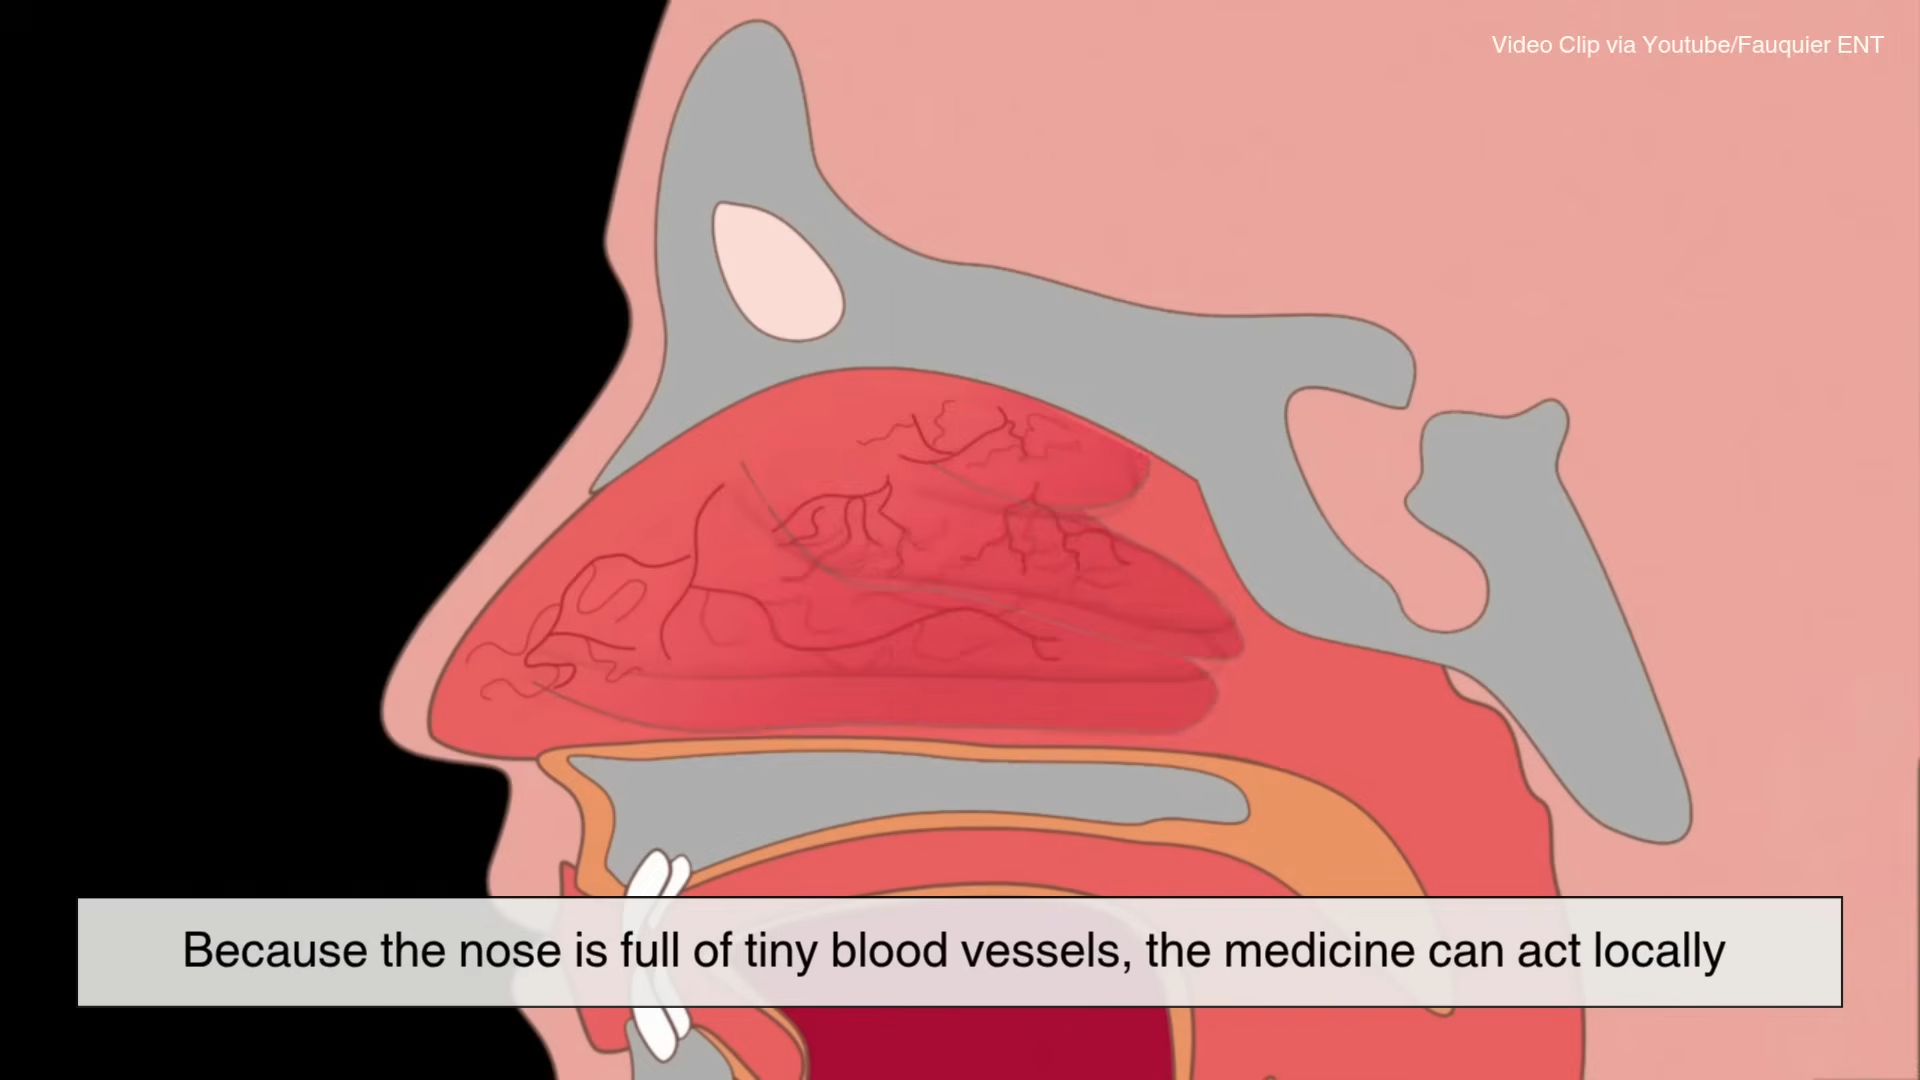 Video Clip via Youtube/Fauquier ENT
Because the nose is full of tiny blood vessels, the medicine can act locally